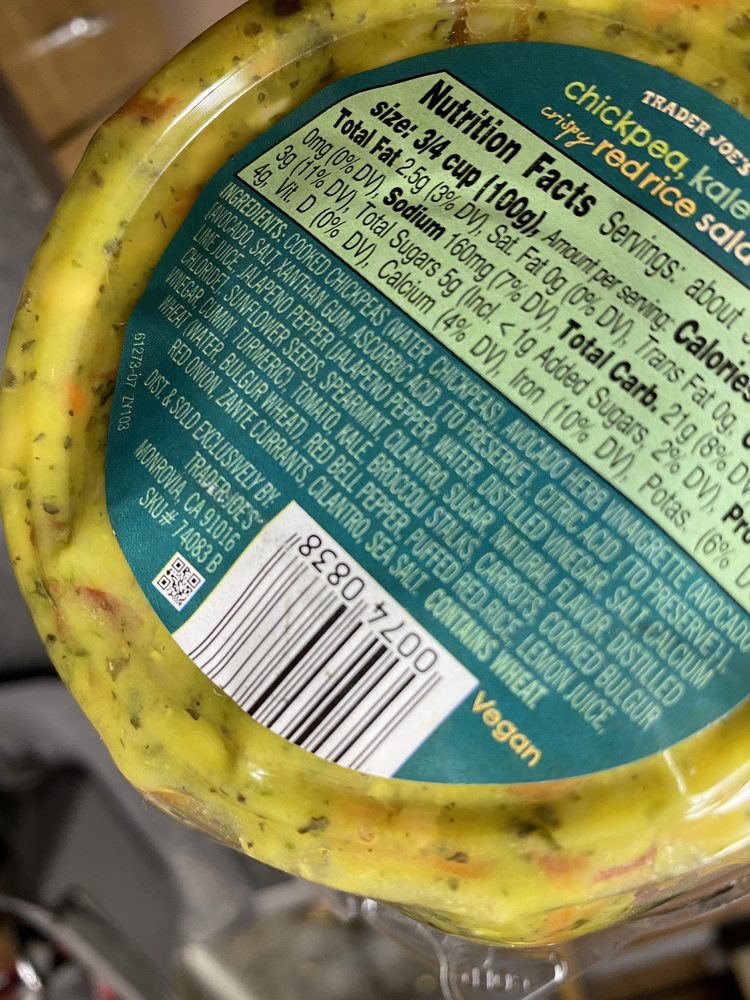 TRADER JOE'S
chickpea, kale
crispy red rice sala
Nutrition Facts Servings: about
size: 3/4 cup (100g), Amount per serving: Calories
Total Fat 2.5g (3% DV), Sat. Fat 0g (0% DV), Trans Fat 0g,
0mg (0% DV), Sodium 160mg (7% DV), Total Carb. 21g (8% D
3g (11% DV), Total Sugars 5g (Incl. < 1g Added Sugars, 2% DV), Pro
4g, Vit. D (0% DV), Calcium (4% DV), Iron (10% DV), Potas. (6% D
INGREDIENTS: COOKED CHICKPEAS (WATER, CHICKPEAS), AVOCADO HERB VINAIGRETTE (AVOCADO
[AVOCADO, SALT, XANTHAN GUM, ASCORBIC ACID {TO PRESERVE}, CITRIC ACID {TO PRESERVE}],
LIME JUICE, JALAPENO PEPPER [JALAPENO PEPPER, WATER, DISTILLED VINEGAR, SALT, CALCIUM
CHLORIDE], SUNFLOWER SEEDS, SPEARMINT, CILANTRO, SUGAR, NATURAL FLAVOR, DISTILLED
VINEGAR, CUMIN, TURMERIC), TOMATO, KALE, BROCCOLI STALKS, CARROTS, COOKED BULGUR
WHEAT (WATER, BULGUR WHEAT), RED BELL PEPPER, PUFFED RED RICE, LEMON JUICE,
RED ONION, ZANTE CURRANTS, CILANTRO, SEA SALT. CONTAINS WHEAT.
DIST. & SOLD EXCLUSIVELY BY:
TRADER JOE'S
MONROVIA, CA 91016
SKU# 74083 B
61273-07 ZY103
0074 0838
vegan